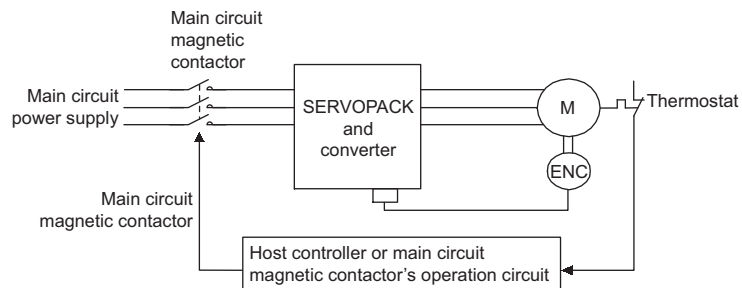 Main circuit
magnetic
contactor
Main circuit
power supply
SERVOPACK
and
converter
M
Thermostat
ENC
Main circuit
magnetic contactor
Host controller or main circuit
magnetic contactor's operation circuit